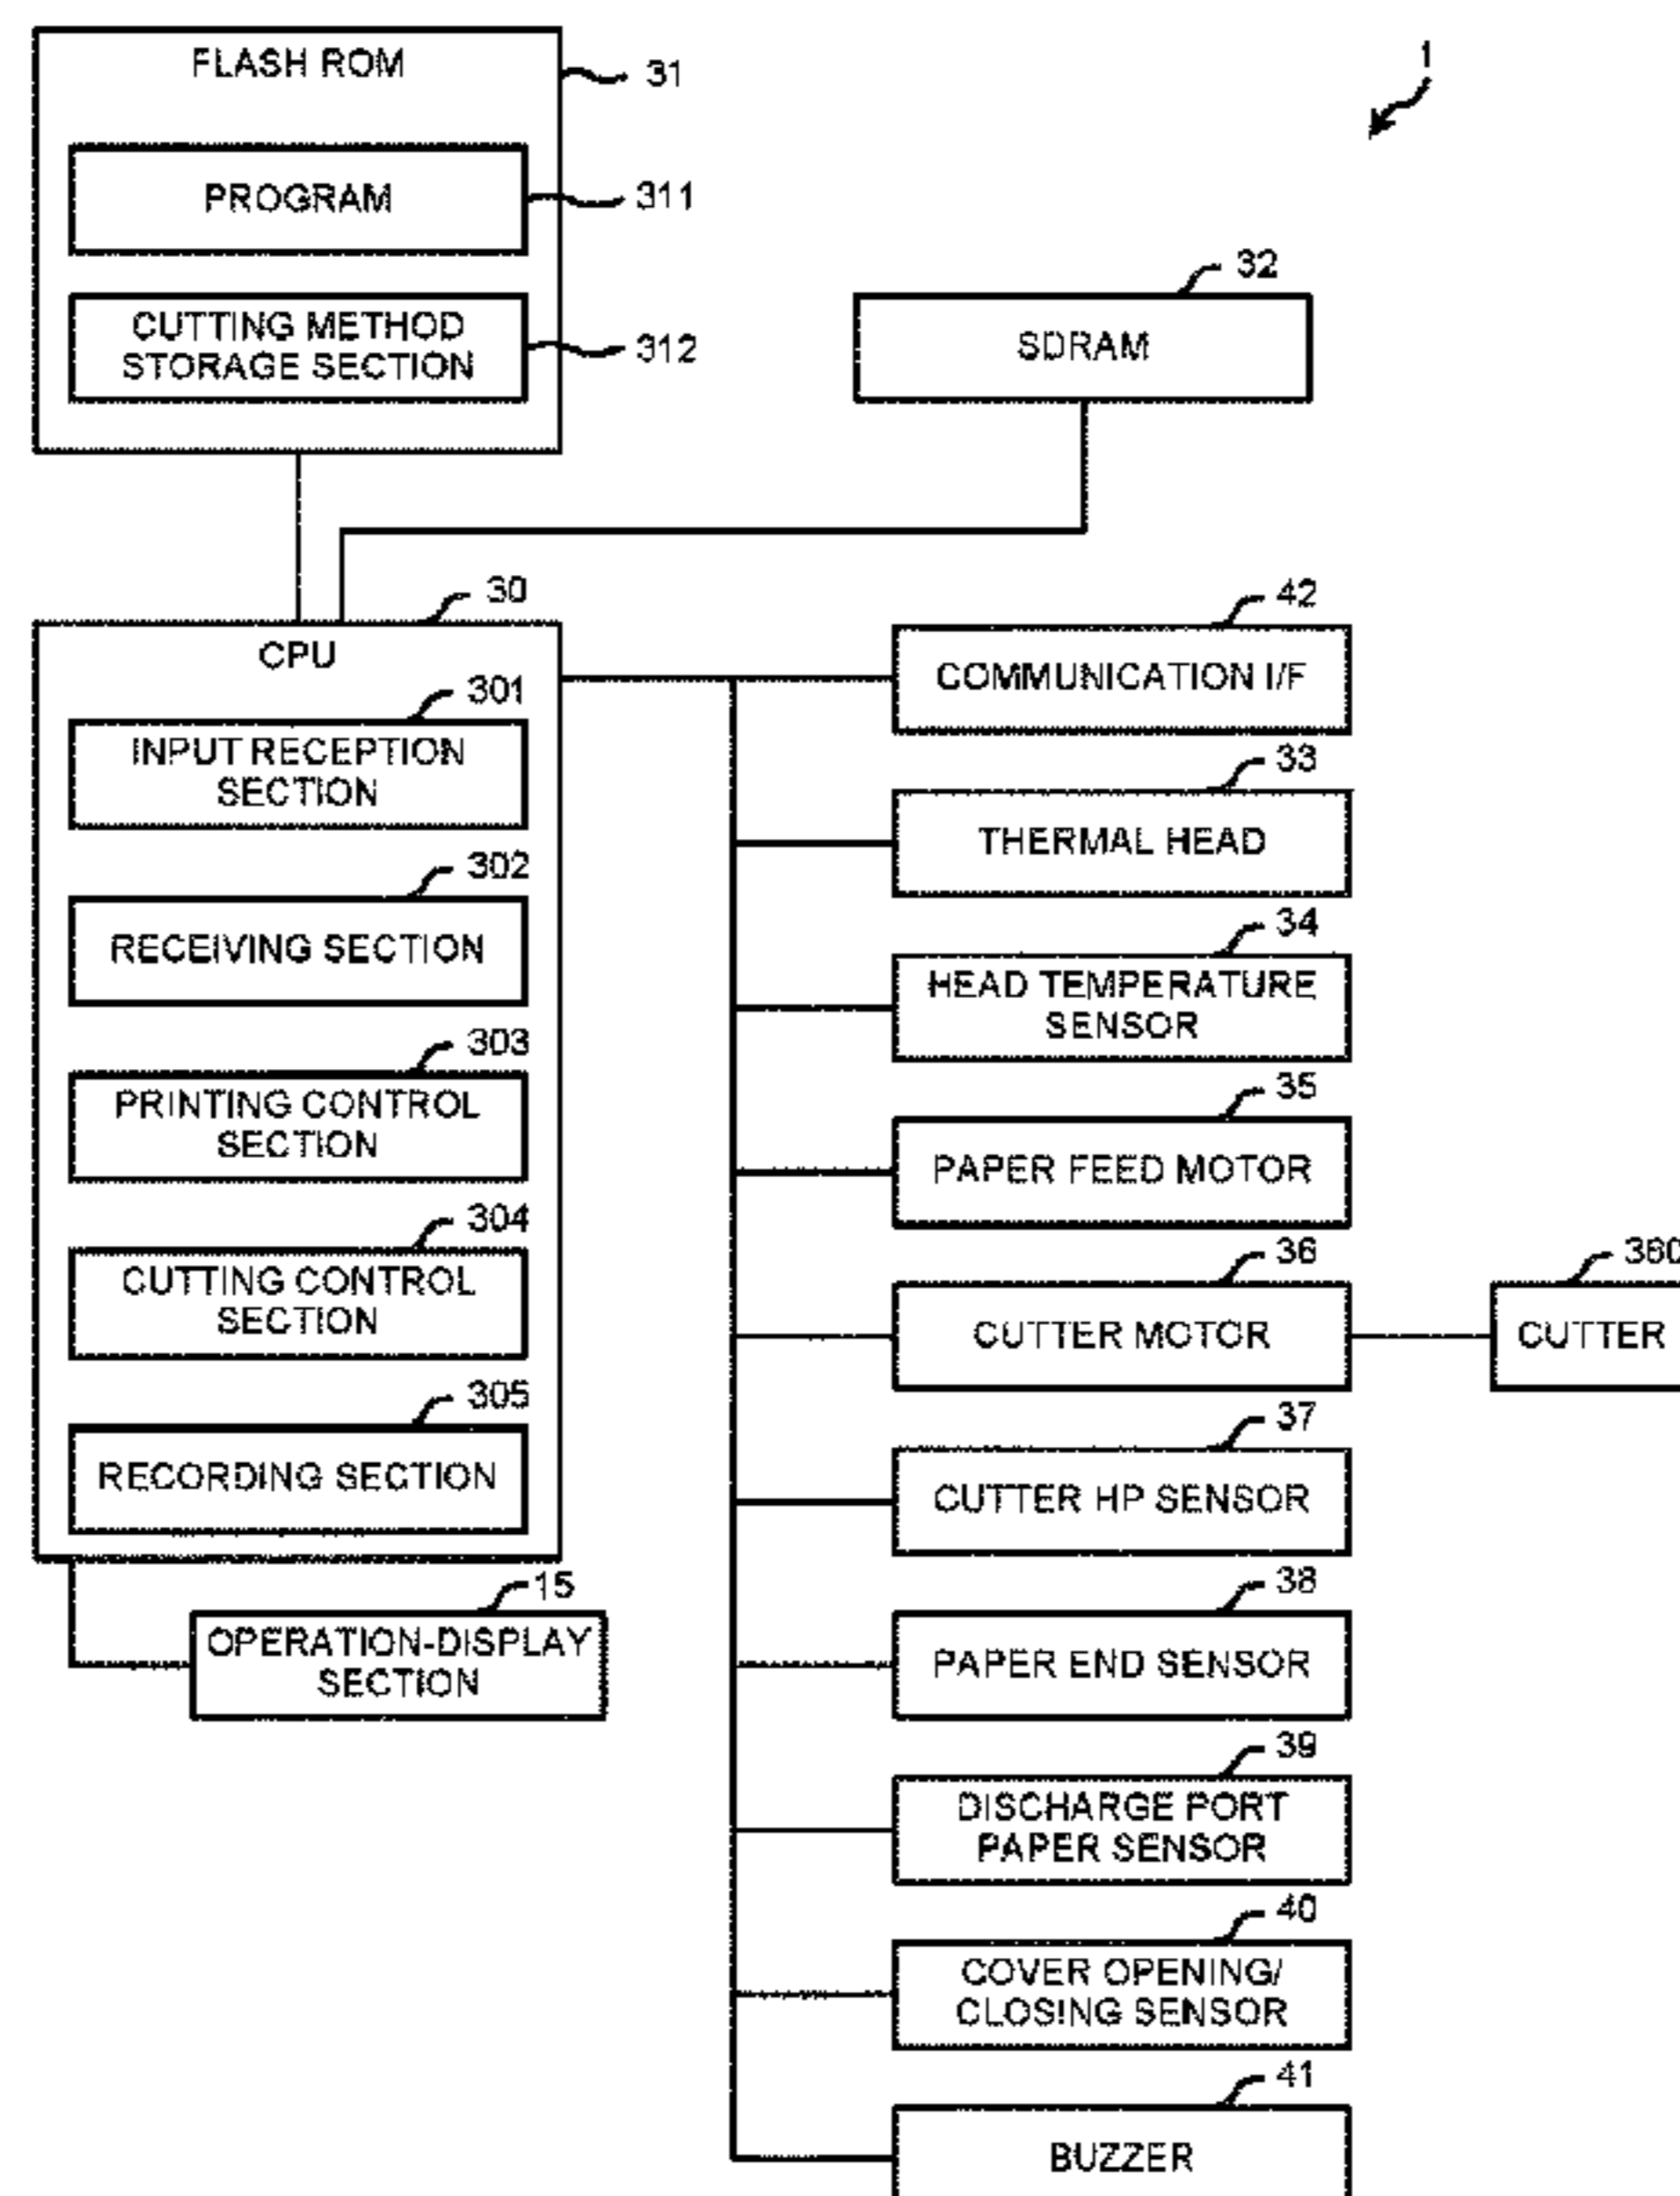 1
FLASH ROM
31
PROGRAM
311
CUTTING METHOD
STORAGE SECTION
312
32
SDRAM
30
CPU
301
INPUT RECEPTION
SECTION
302
RECEIVING SECTION
303
PRINTING CONTROL
SECTION
304
CUTTING CONTROL
SECTION
305
RECORDING SECTION
15
OPERATION-DISPLAY
SECTION
42
COMMUNICATION I/F
33
THERMAL HEAD
34
HEAD TEMPERATURE
SENSOR
35
PAPER FEED MOTOR
36
CUTTER MOTOR
360
CUTTER
37
CUTTER HP SENSOR
38
PAPER END SENSOR
39
DISCHARGE PORT
PAPER SENSOR
40
COVER OPENING/
CLOSING SENSOR
41
BUZZER